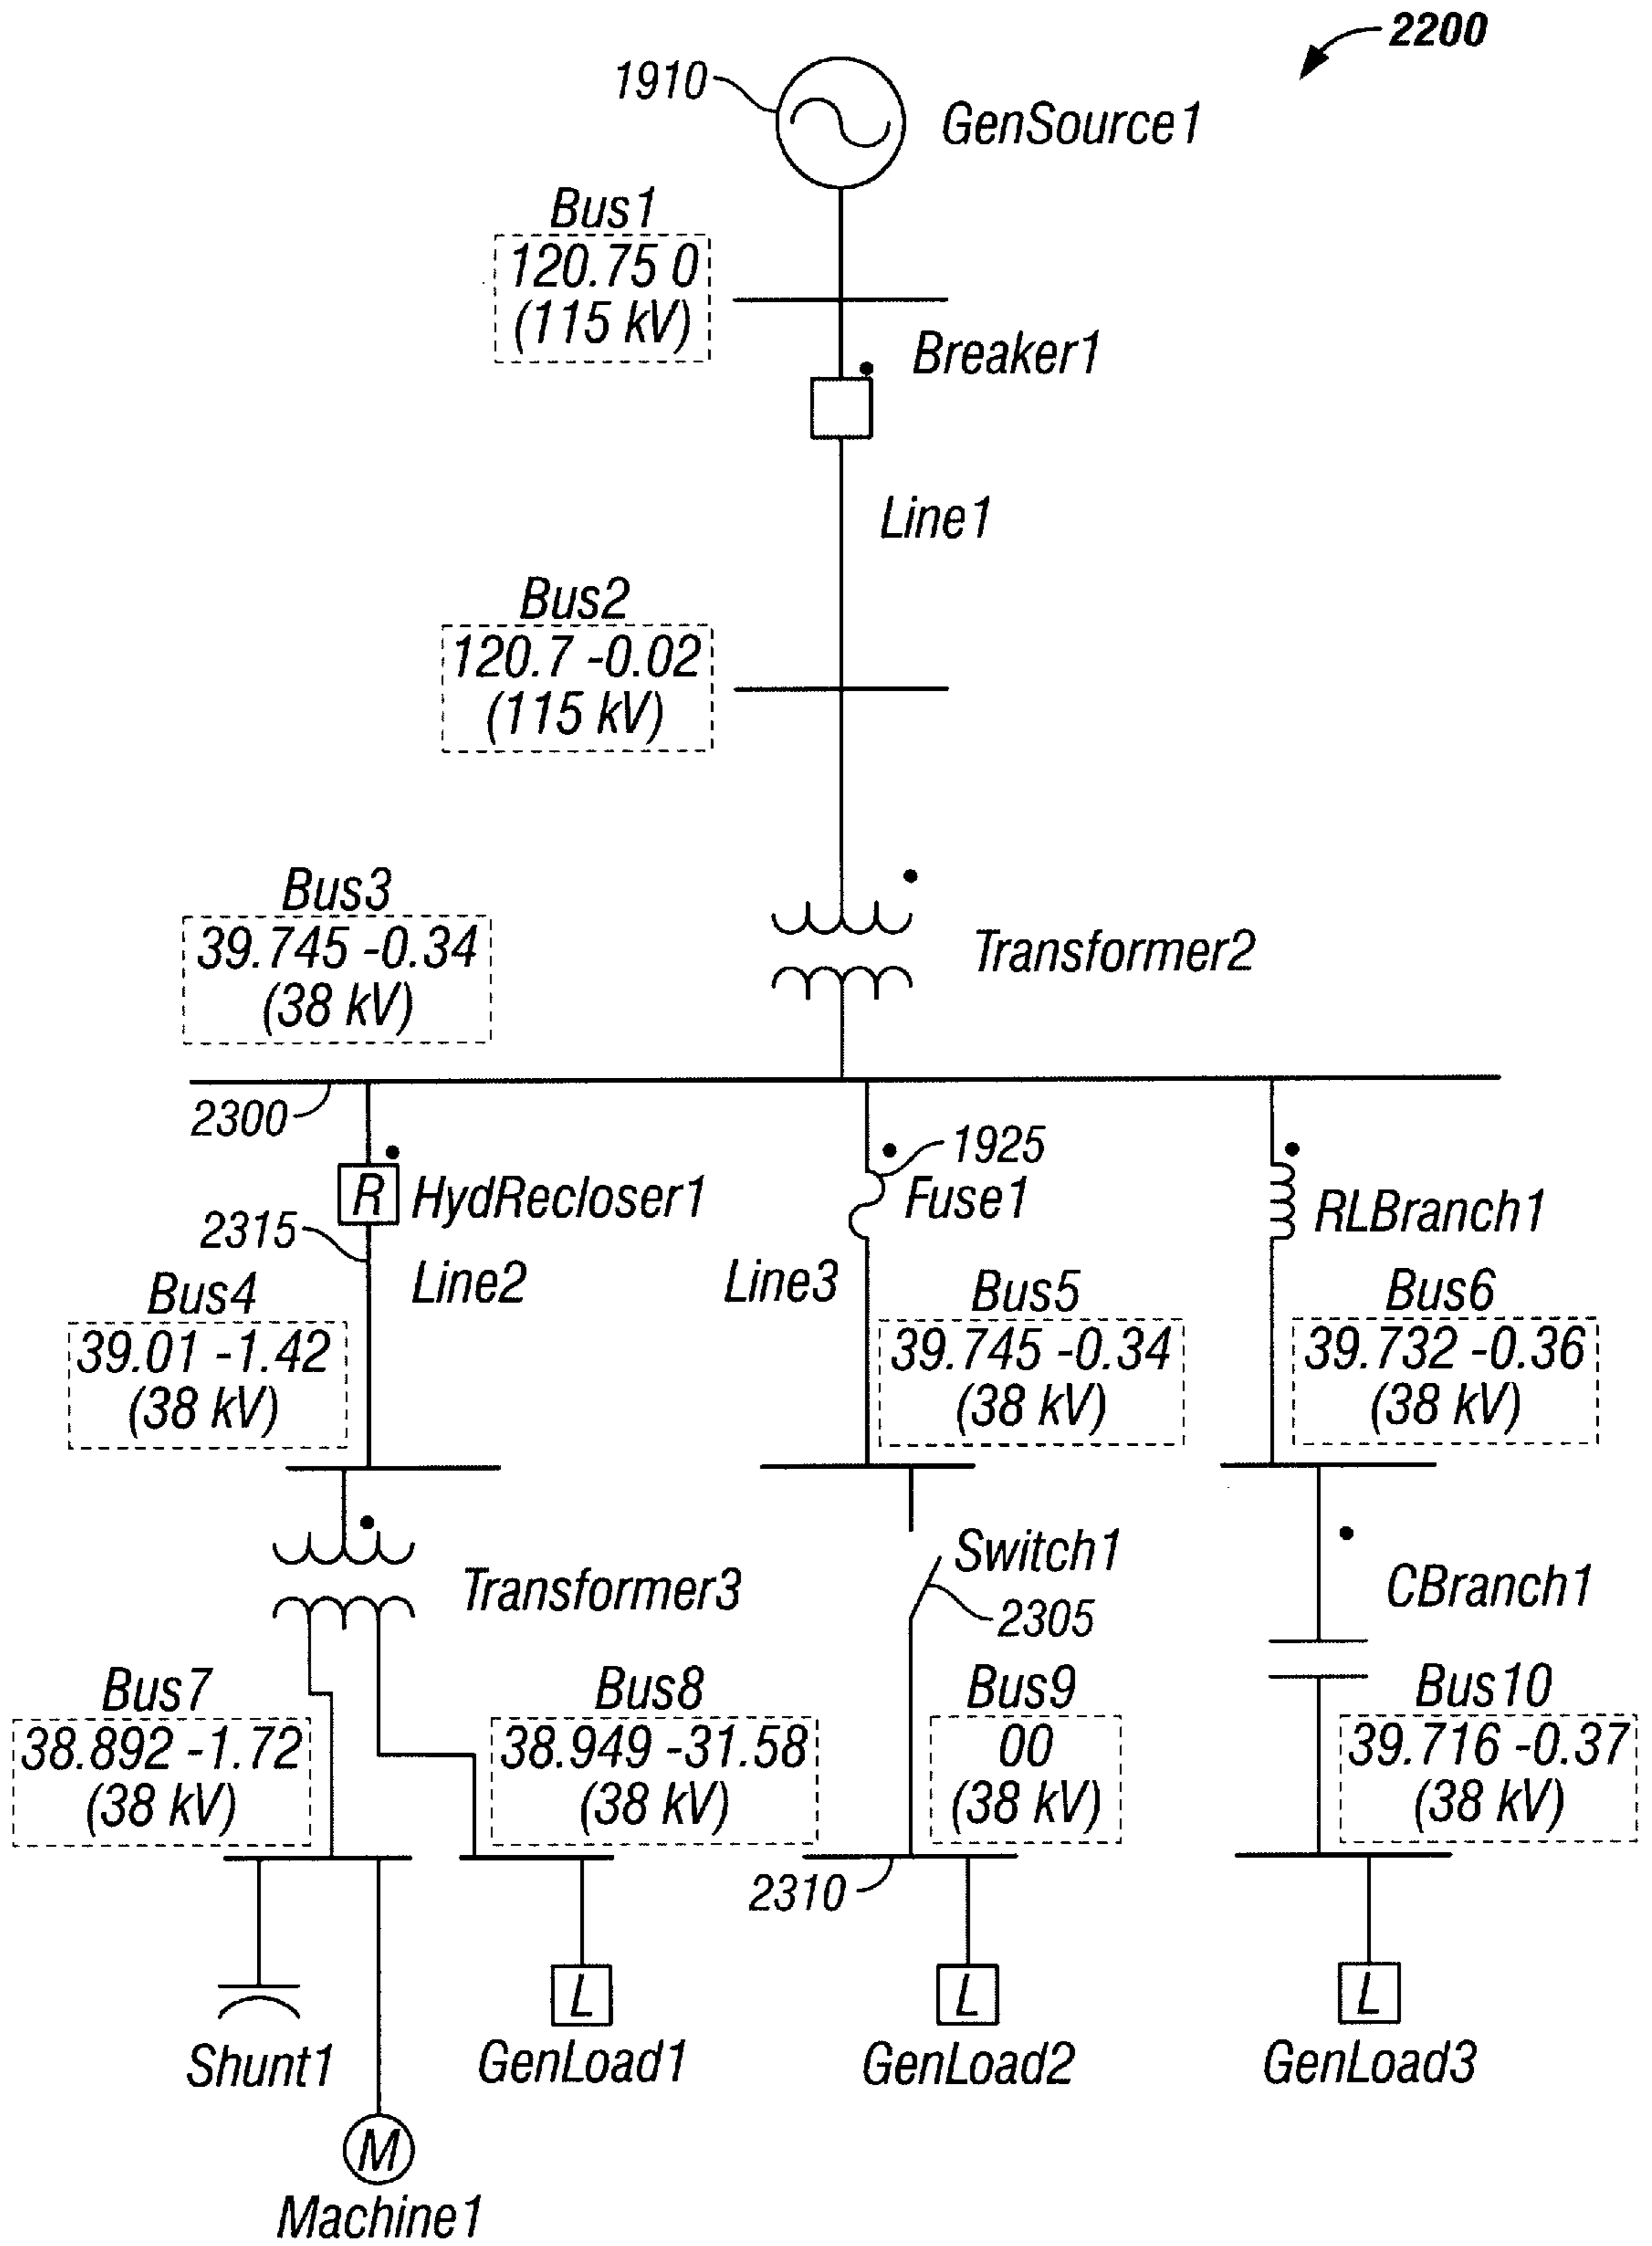 2200
1910
GenSource1
Bus1
120.75 0
(115 kV)
Breaker1
Line1
Bus2
120.7 -0.02
(115 kV)
Bus3
39.745 -0.34
(38 kV)
Transformer2
2300
1925
R
HydRecloser1
Fuse1
RLBranch1
2315
Line2
Line3
Bus4
39.01 -1.42
(38 kV)
Bus5
39.745 -0.34
(38 kV)
Bus6
39.732 -0.36
(38 kV)
Switch1
2305
Transformer3
CBranch1
Bus7
38.892 -1.72
(38 kV)
Bus8
38.949 -31.58
(38 kV)
Bus9
00
(38 kV)
Bus10
39.716 -0.37
(38 kV)
2310
L
L
L
Shunt1
GenLoad1
GenLoad2
GenLoad3
M
Machine1